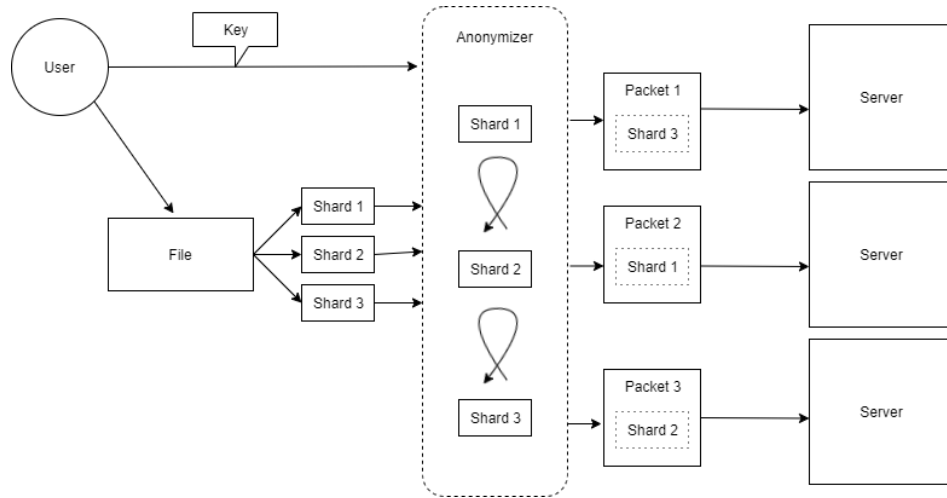 Key
User
Anonymizer
Packet 1
Server
Shard 1
Shard 3
Shard 1
Packet 2
File
Shard 2
Shard 2
Shard 1
Server
Shard 3
Packet 3
Server
Shard 3
Shard 2